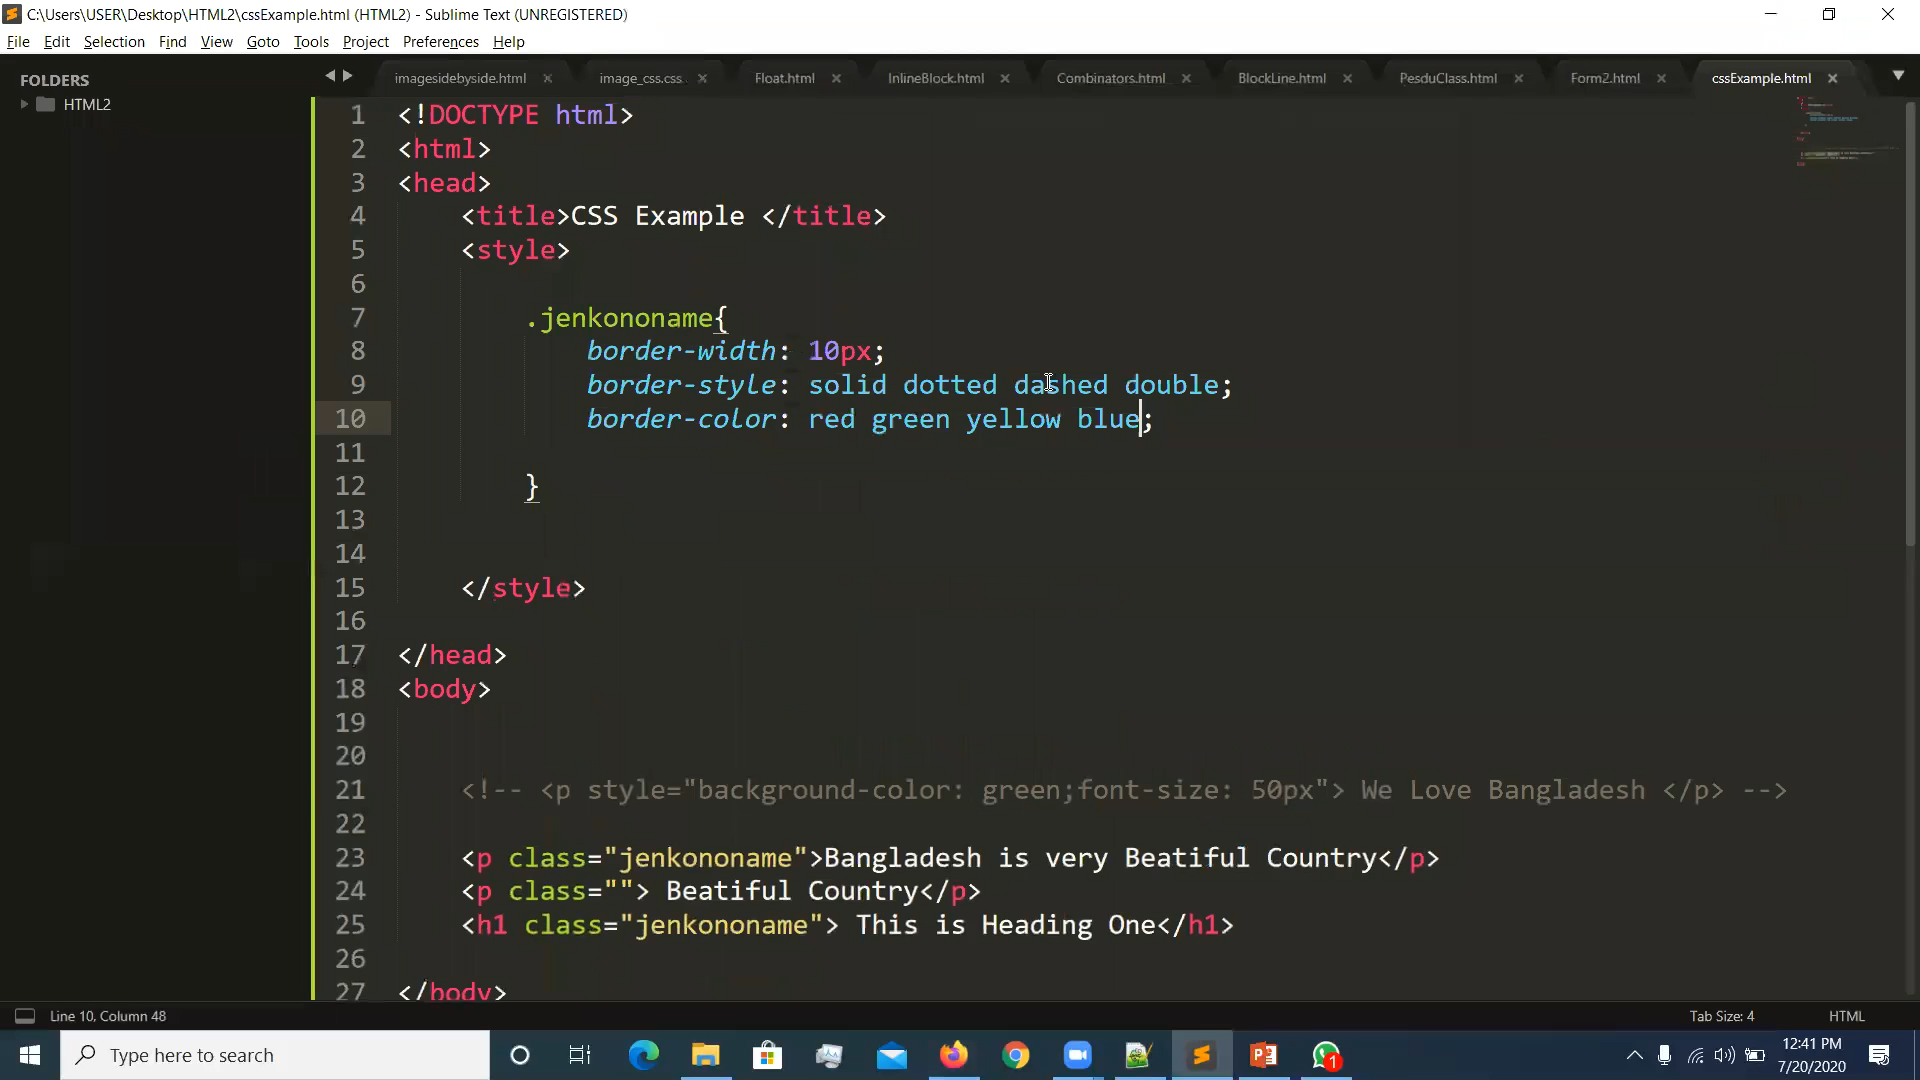 C:\Users\USER\Desktop\HTML2\cssExample.html (HTML2) - Sublime Text (UNREGISTERED)
File Edit Selection Find View Goto Tools Project Preferences Help
FOLDERS
HTML2
imagesidebyside.html image_css.css Float.html InlineBlock.html Combinators.html BlockLine.html PesduClass.html Form2.html cssExample.html
1 <!DOCTYPE html>
2 <html>
3 <head>
4 <title>CSS Example </title>
5 <style>
6
7 .jenkononame{
8 border-width: 10px;
9 border-style: solid dotted dashed double;
10 border-color: red green yellow blue;
11
12 }
13
14
15 </style>
16
17 </head>
18 <body>
19
20
21 <!-- <p style="background-color: green;font-size: 50px"> We Love Bangladesh </p> -->
22
23 <p class="jenkononame">Bangladesh is very Beatiful Country</p>
24 <p class=""> Beatiful Country</p>
25 <h1 class="jenkononame"> This is Heading One</h1>
26
27 </body>
Line 10, Column 48 Tab Size: 4 HTML
Type here to search
1
12:41 PM
7/20/2020